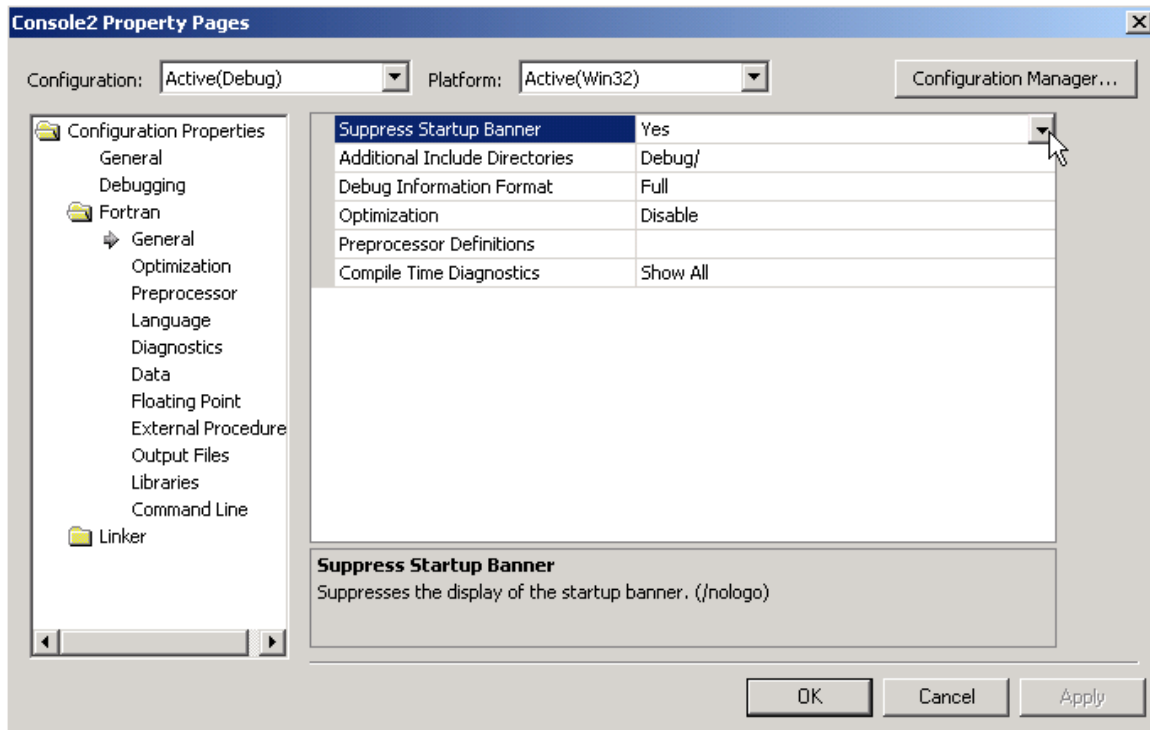 Console2 Property Pages
Configuration: Active(Debug) Platform: Active(Win32) Configuration Manager...
Configuration Properties
General
Debugging
Fortran
General
Optimization
Preprocessor
Language
Diagnostics
Data
Floating Point
External Procedure
Output Files
Libraries
Command Line
Linker
Suppress Startup Banner Yes
Additional Include Directories Debug/
Debug Information Format Full
Optimization Disable
Preprocessor Definitions
Compile Time Diagnostics Show All
Suppress Startup Banner
Suppresses the display of the startup banner. (/nologo)
OK Cancel Apply